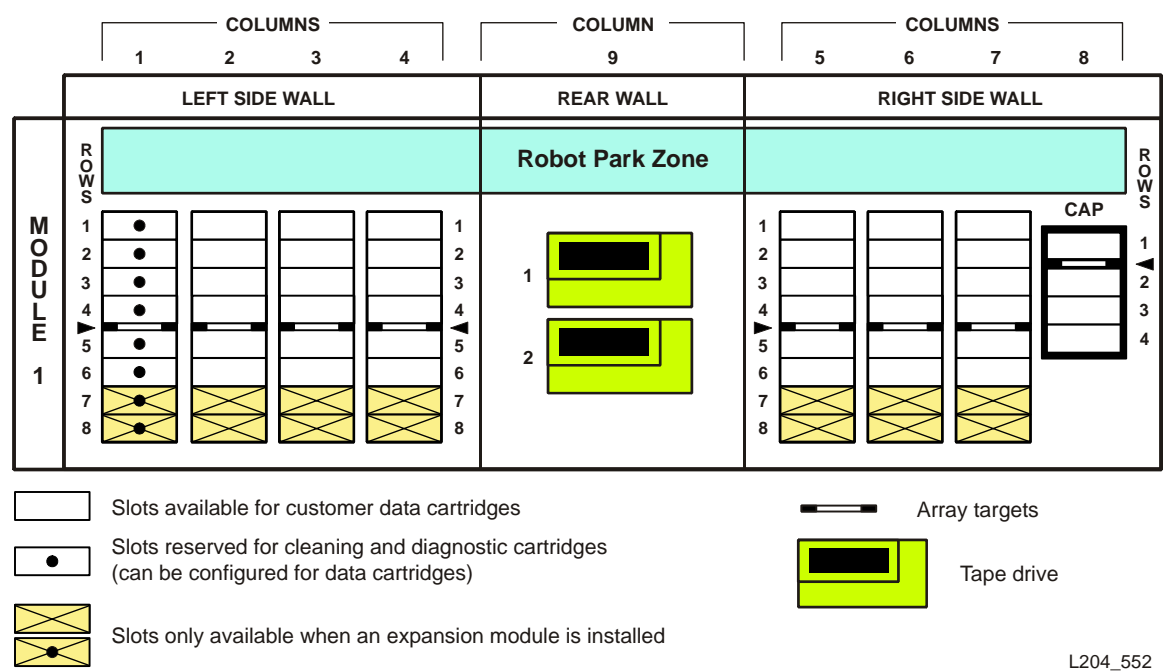 COLUMNS COLUMN COLUMNS
1 2 3 4 9 5 6 7 8
LEFT SIDE WALL REAR WALL RIGHT SIDE WALL
MODULE 1
ROWS
Robot Park Zone
ROWS
CAP
1 1 1 1
2 2 2 2
3 3 3 3
4 4 4 4
5 5 5
6 6 6
7 7 7
8 8 8
1
2
Slots available for customer data cartridges
Array targets
Slots reserved for cleaning and diagnostic cartridges
(can be configured for data cartridges)
Tape drive
Slots only available when an expansion module is installed
L204_552